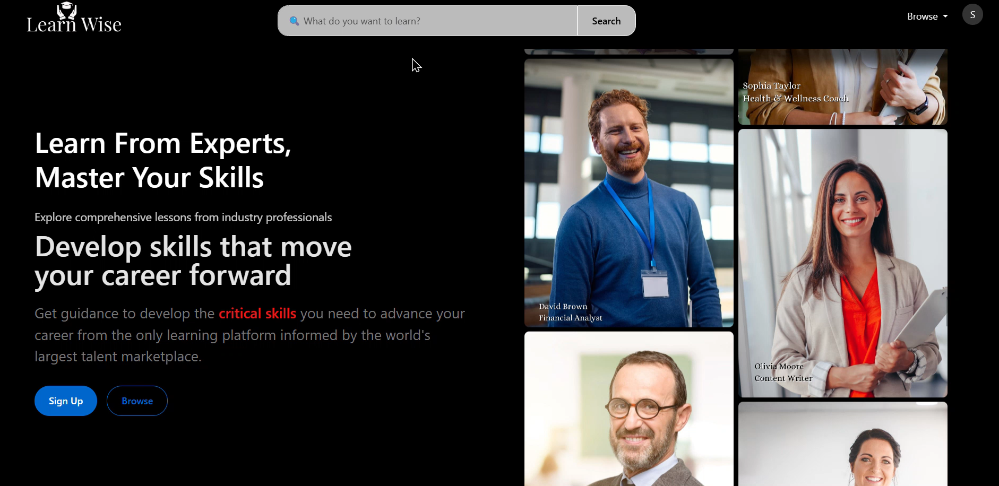 Learn Wise
What do you want to learn?
Search
Browse
S
Learn From Experts,
Master Your Skills
Explore comprehensive lessons from industry professionals
Develop skills that move
your career forward
Get guidance to develop the critical skills you need to advance your
career from the only learning platform informed by the world's
largest talent marketplace.
Sign Up
Browse
David Brown
Financial Analyst
Sophia Taylor
Health & Wellness Coach
Olivia Moore
Content Writer